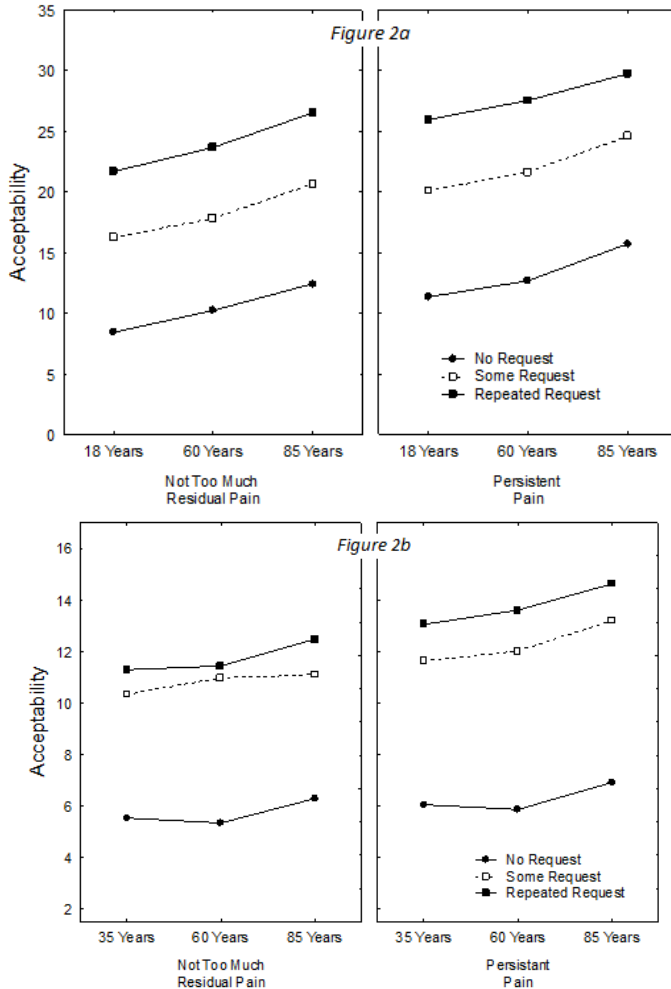 Figure 2a
35
30
25
20
15
10
5
0
Acceptability
No Request
Some Request
Repeated Request
18 Years 60 Years 85 Years 18 Years 60 Years 85 Years
Not Too Much
Residual Pain
Persistent
Pain
Figure 2b
16
14
12
10
8
6
4
2
Acceptability
No Request
Some Request
Repeated Request
35 Years 60 Years 85 Years 35 Years 60 Years 85 Years
Not Too Much
Residual Pain
Persistant
Pain